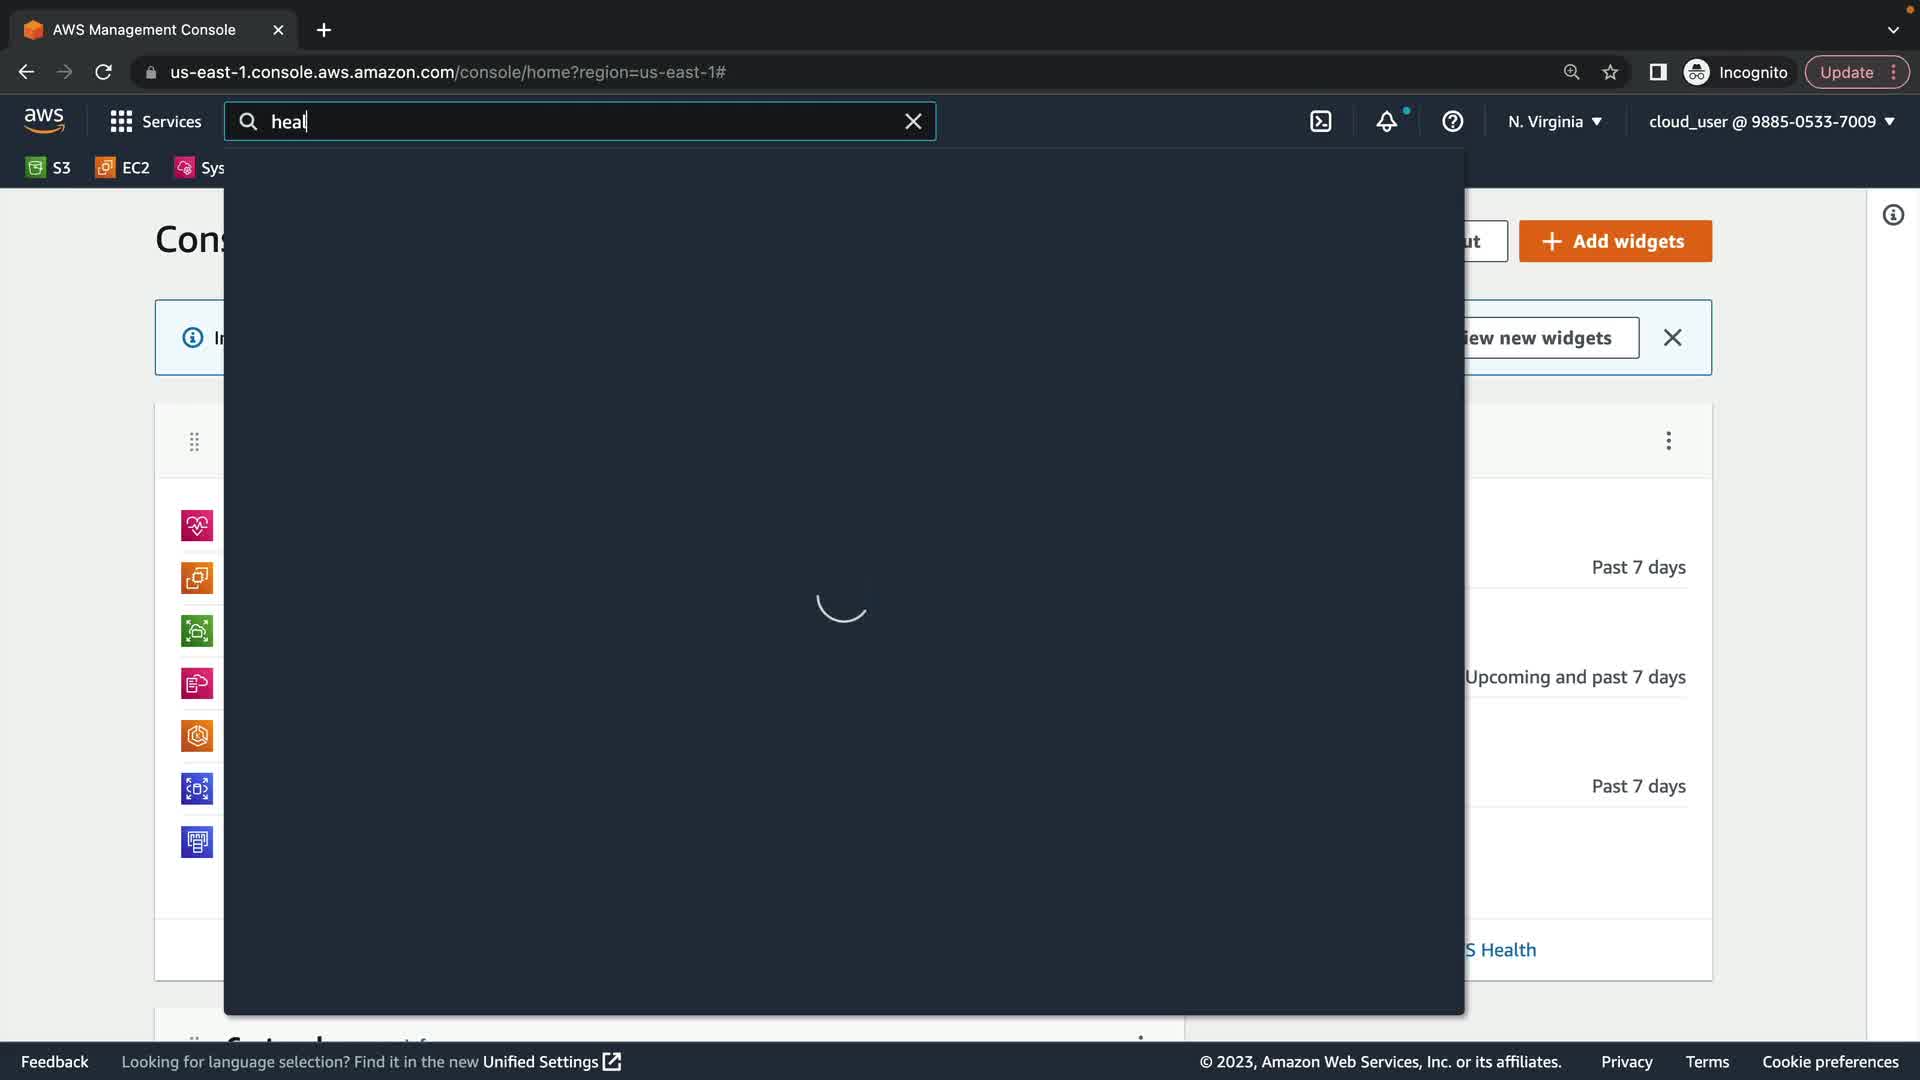 AWS Management Console
us-east-1.console.aws.amazon.com/console/home?region=us-east-1#
Incognito
Update
aws
Services
heal
N. Virginia
cloud_user @ 9885-0533-7009
S3
EC2
Sys
Cons
ut
Add widgets
iew new widgets
Past 7 days
Upcoming and past 7 days
Past 7 days
S Health
Feedback
Looking for language selection? Find it in the new Unified Settings
© 2023, Amazon Web Services, Inc. or its affiliates.
Privacy
Terms
Cookie preferences